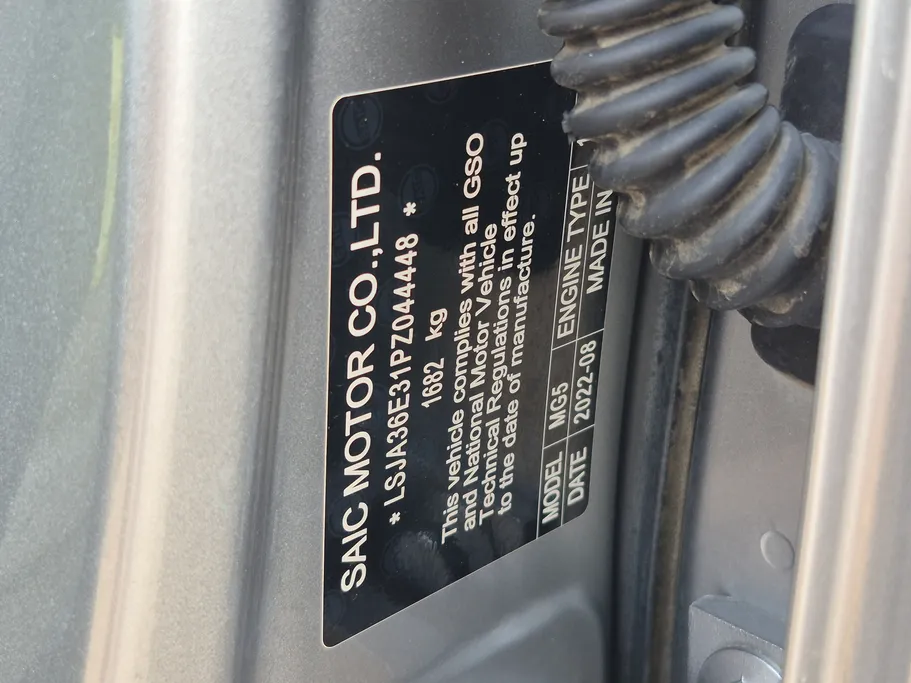 SAIC MOTOR CO.,LTD.
* LSJA36E31PZ044448 *
1682 kg
This vehicle complies with all GSO
and National Motor Vehicle
Technical Regulations in effect up
to the date of manufacture.
MODEL MG5 ENGINE TYPE 1
DATE 2022-08 MADE IN